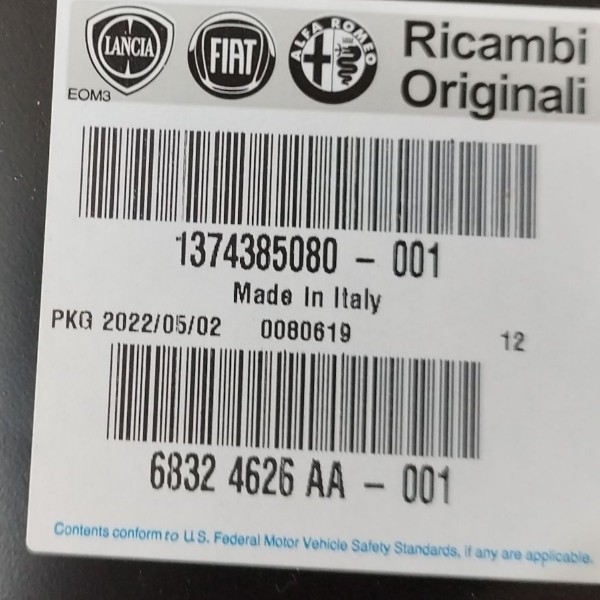 LANCIA FIAT ALFA ROMEO Ricambi
EOM3 Originali
1374385080 - 001
Made In Italy
PKG 2022/05/02 0080619 12
6832 4626 AA - 001
Contents conform to U.S. Federal Motor Vehicle Safety Standards, if any are applicable.